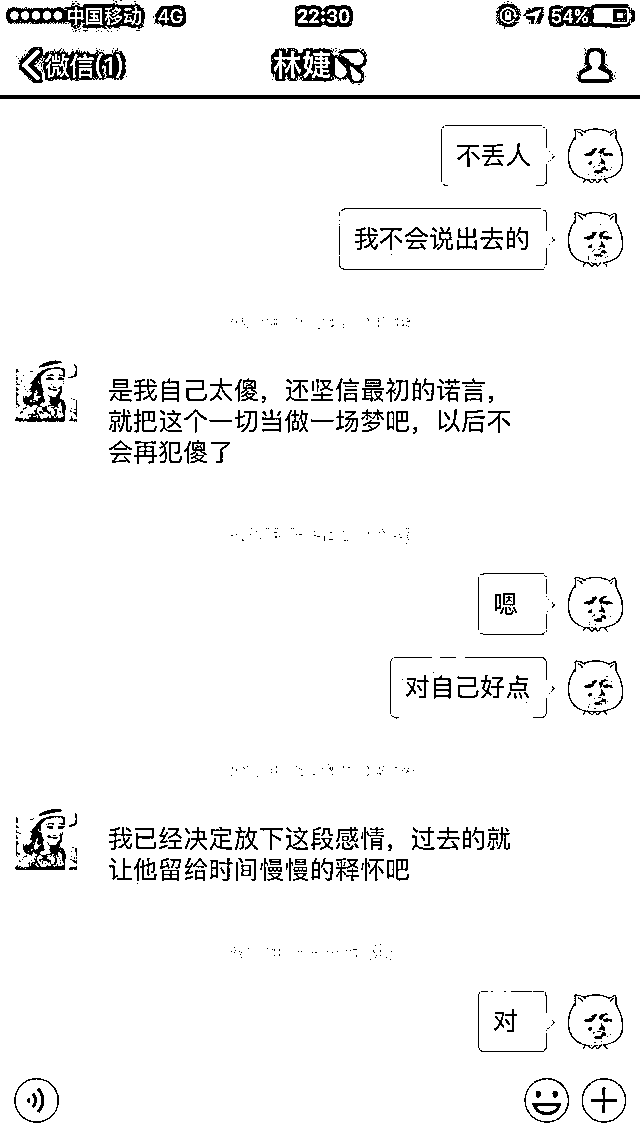 中国移动 4G 22:30 54%
微信(1) 林婕
不丢人
我不会说出去的
是我自己太傻，还坚信最初的诺言，
就把这个一切当做一场梦吧，以后不
会再犯傻了
嗯
对自己好点
我已经决定放下这段感情，过去的就
让他留给时间慢慢的释怀吧
对